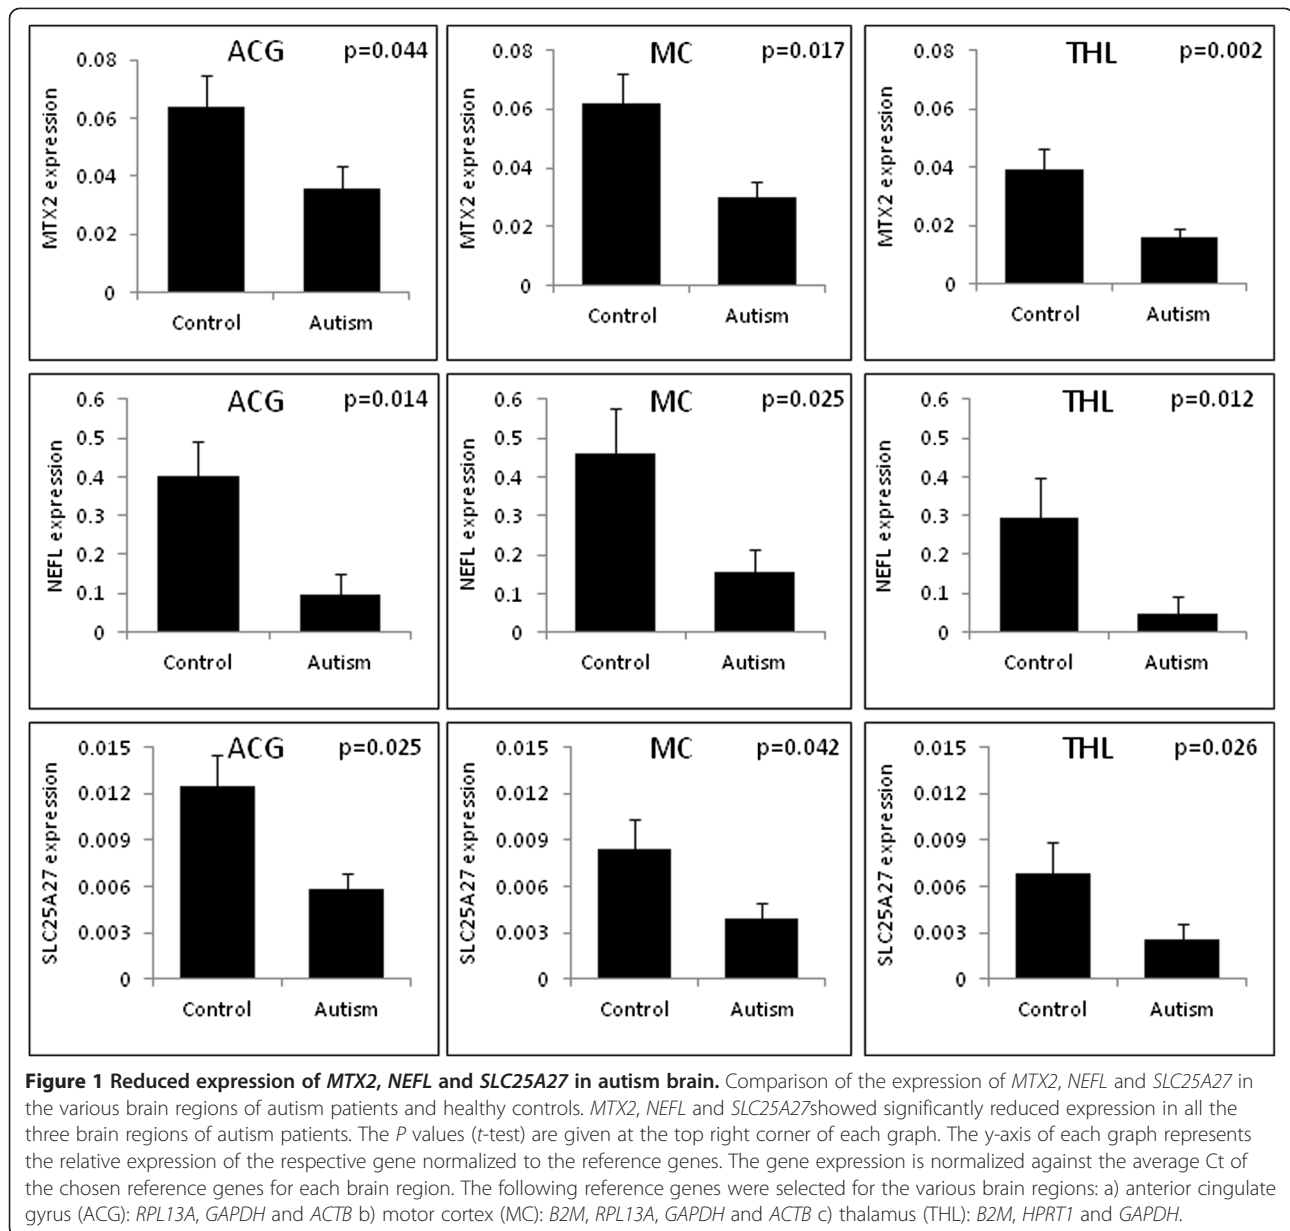 ACG p=0.044
MTX2 expression
0.08
0.06
0.04
0.02
0
Control Autism
MC p=0.017
MTX2 expression
0.08
0.06
0.04
0.02
0
Control Autism
THL p=0.002
MTX2 expression
0.08
0.06
0.04
0.02
0
Control Autism
ACG p=0.014
NEFL expression
0.6
0.5
0.4
0.3
0.2
0.1
0
Control Autism
MC p=0.025
NEFL expression
0.6
0.5
0.4
0.3
0.2
0.1
0
Control Autism
THL p=0.012
NEFL expression
0.6
0.5
0.4
0.3
0.2
0.1
0
Control Autism
ACG p=0.025
SLC25A27 expression
0.015
0.012
0.009
0.006
0.003
0
Control Autism
MC p=0.042
SLC25A27 expression
0.015
0.012
0.009
0.006
0.003
0
Control Autism
THL p=0.026
SLC25A27 expression
0.015
0.012
0.009
0.006
0.003
0
Control Autism
Figure 1 Reduced expression of MTX2, NEFL and SLC25A27 in autism brain. Comparison of the expression of MTX2, NEFL and SLC25A27 in
the various brain regions of autism patients and healthy controls. MTX2, NEFL and SLC25A27showed significantly reduced expression in all the
three brain regions of autism patients. The P values (t-test) are given at the top right corner of each graph. The y-axis of each graph represents
the relative expression of the respective gene normalized to the reference genes. The gene expression is normalized against the average Ct of
the chosen reference genes for each brain region. The following reference genes were selected for the various brain regions: a) anterior cingulate
gyrus (ACG): RPL13A, GAPDH and ACTB b) motor cortex (MC): B2M, RPL13A, GAPDH and ACTB c) thalamus (THL): B2M, HPRT1 and GAPDH.